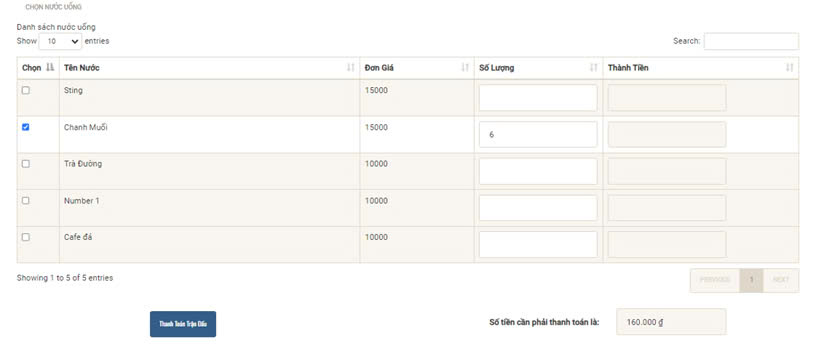 CHỌN NƯỚC UỐNG
Danh sách nước uống
Show 10 entries Search:
Chọn Tên Nước Đơn Giá Số Lượng Thành Tiền
Sting 15000
Chanh Muối 15000 6
Trà Đường 10000
Number 1 10000
Cafe đá 10000
Showing 1 to 5 of 5 entries PREVIOUS 1 NEXT
Thanh Toán Trận Đấu Số tiền cần phải thanh toán là: 160.000 ₫